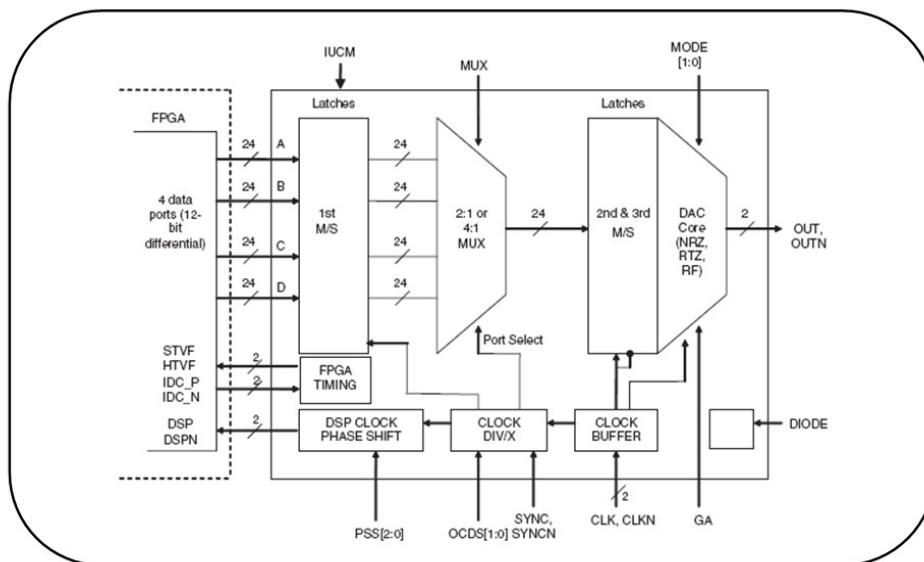 IUCM
MUX
MODE
[1:0]
Latches
Latches
FPGA
24
A
24
24
B
24
4 data
ports (12-
bit
differential)
1st
M/S
2:1 or
4:1
MUX
24
2nd & 3rd
M/S
DAC
Core
(NRZ,
RTZ,
RF)
2
OUT,
OUTN
24
C
24
24
D
24
Port Select
STVF
HTVF
2
FPGA
TIMING
IDC_P
IDC_N
2
DSP
DSPN
2
DSP CLOCK
PHASE SHIFT
CLOCK
DIV/X
CLOCK
BUFFER
DIODE
2
PSS[2:0]
OCDS[1:0]
SYNC,
SYNCN
CLK, CLKN
GA